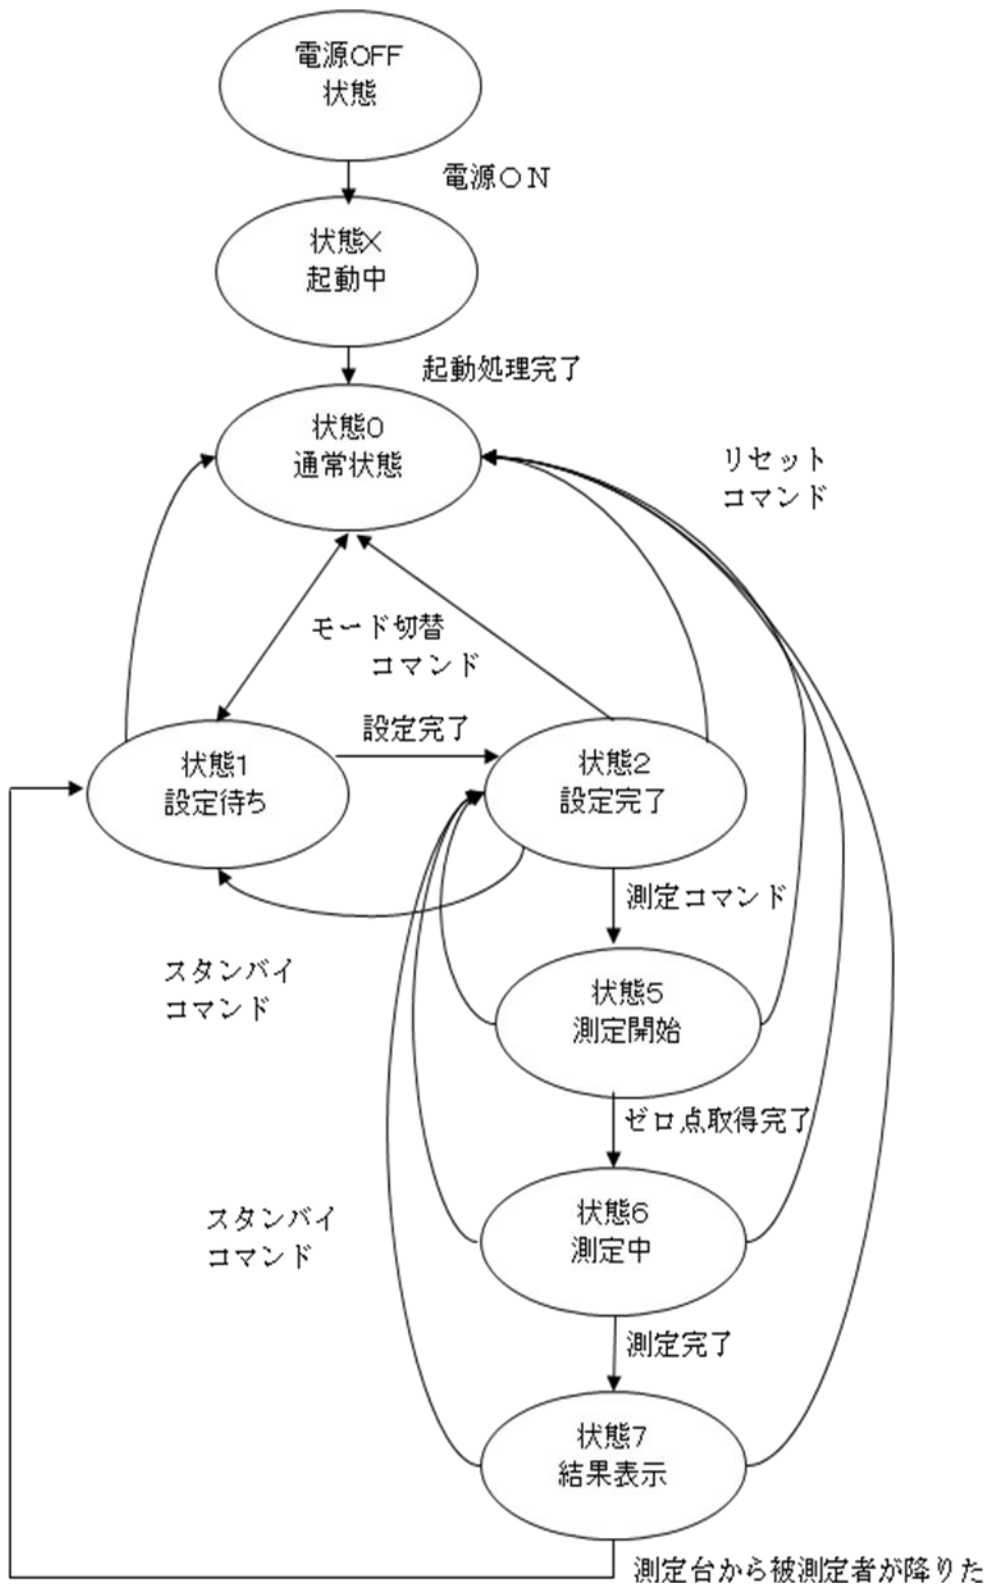 電源OFF
状態
電源ＯＮ
状態X
起動中
起動処理完了
状態0
通常状態
リセット
コマンド
モード切替
コマンド
設定完了
状態1
設定待ち
状態2
設定完了
測定コマンド
スタンバイ
コマンド
状態5
測定開始
ゼロ点取得完了
スタンバイ
コマンド
状態6
測定中
測定完了
状態7
結果表示
測定台から被測定者が降りた